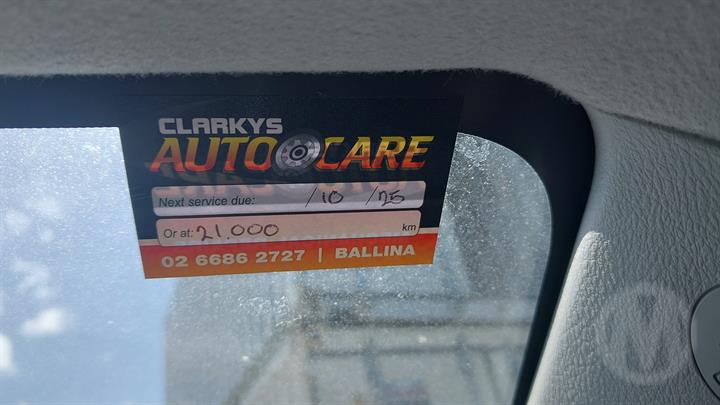 CLARKYS
AUTO CARE
Next service due: /10 /25
Or at: 21.000 km
02 6686 2727 | BALLINA
M